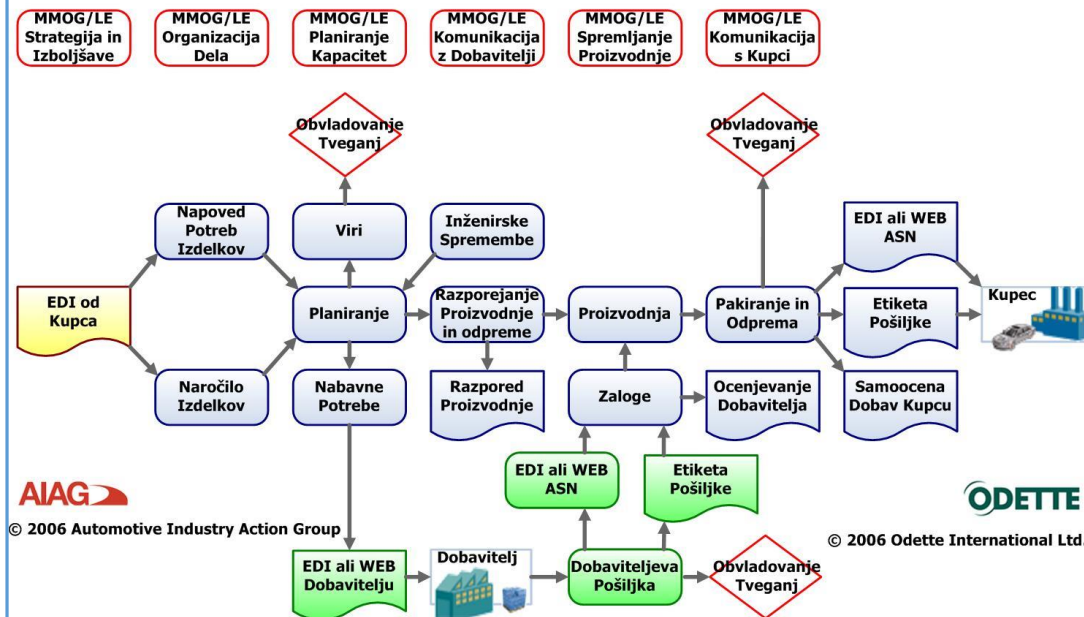 MMOG/LE
Strategija in
Izboljšave
MMOG/LE
Organizacija
Dela
MMOG/LE
Planiranje
Kapacitet
MMOG/LE
Komunikacija
z Dobavitelji
MMOG/LE
Spremljanje
Proizvodnje
MMOG/LE
Komunikacija
s Kupci
Obvladovanje
Tveganj
Obvladovanje
Tveganj
Napoved
Potreb
Izdelkov
Viri
Inženirske
Spremembe
EDI ali WEB
ASN
EDI od
Kupca
Planiranje
Razporejanje
Proizvodnje
in odpreme
Proizvodnja
Pakiranje in
Odprema
Etiketa
Pošiljke
Kupec
Naročilo
Izdelkov
Nabavne
Potrebe
Razpored
Proizvodnje
Zaloge
Ocenjevanje
Dobavitelja
Samoocena
Dobav Kupcu
EDI ali WEB
ASN
Etiketa
Pošiljke
AIAG
© 2006 Automotive Industry Action Group
ODETTE
© 2006 Odette International Ltd.
EDI ali WEB
Dobavitelju
Dobavitelj
Dobaviteljeva
Pošiljka
Obvladovanje
Tveganj